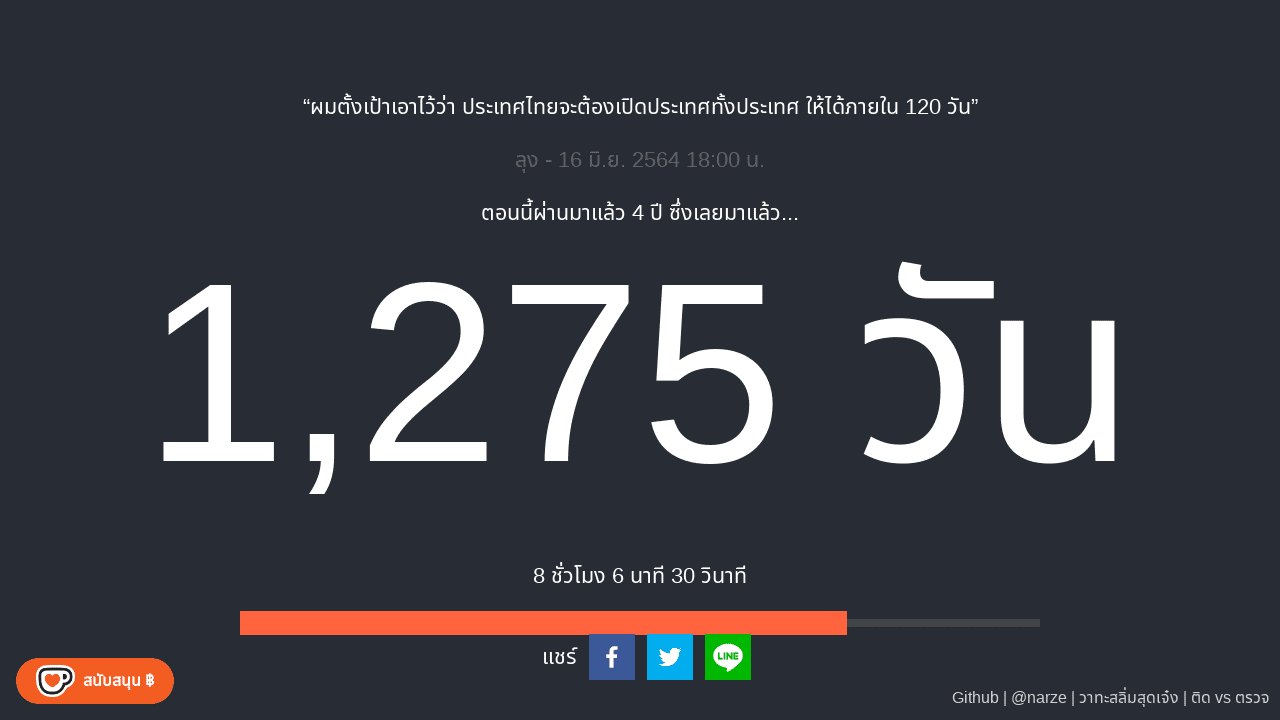 “ผมตั้งเป้าเอาไว้ว่า ประเทศไทยจะต้องเปิดประเทศทั้งประเทศ ให้ได้ภายใน 120 วัน”
ลุง - 16 มิ.ย. 2564 18:00 น.
ตอนนี้ผ่านมาแล้ว 4 ปี ซึ่งเลยมาแล้ว...
1,275 วัน
8 ชั่วโมง 6 นาที 30 วินาที
แชร์
LINE
สนับสนุน ฿
Github | @narze | วาทะสลิ่มสุดเจ๋ง | ติด vs ตรวจ